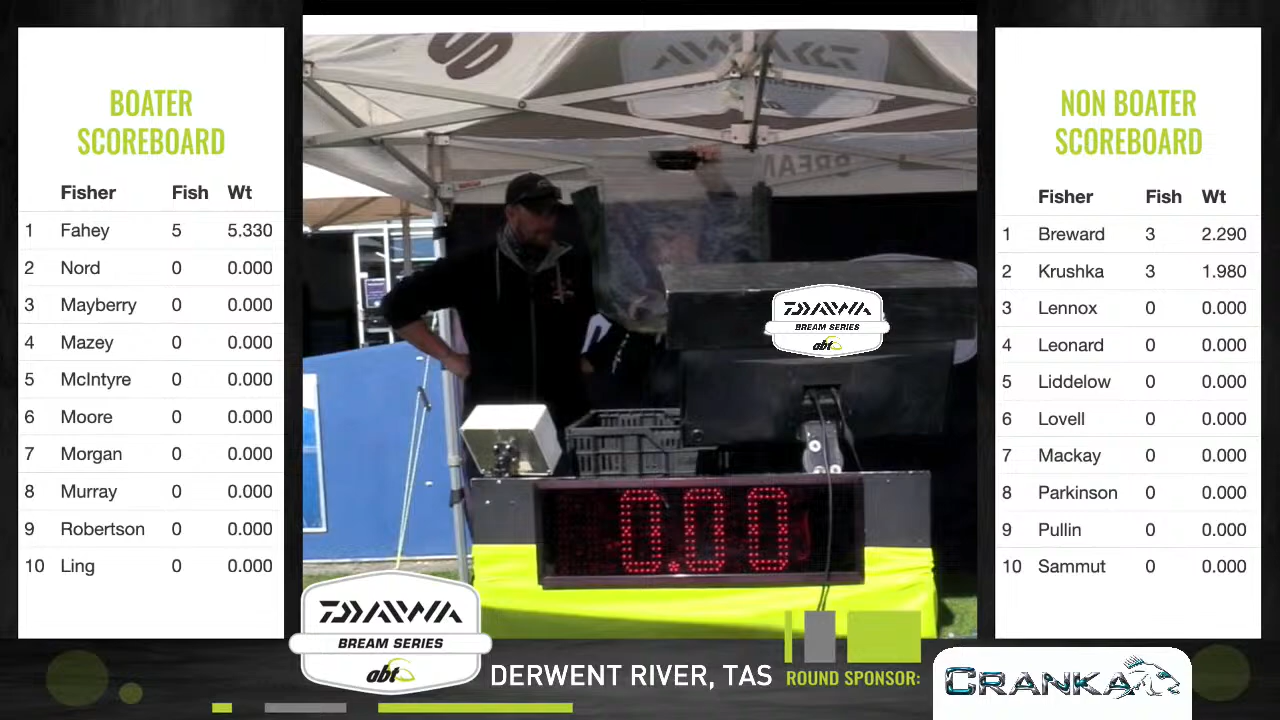 BOATER
SCOREBOARD
Fisher Fish Wt
1 Fahey 5 5.330
2 Nord 0 0.000
3 Mayberry 0 0.000
4 Mazey 0 0.000
5 McIntyre 0 0.000
6 Moore 0 0.000
7 Morgan 0 0.000
8 Murray 0 0.000
9 Robertson 0 0.000
10 Ling 0 0.000
DAIWA
BREAM
DAIWA
BREAM SERIES
abt
0.00
NON BOATER
SCOREBOARD
Fisher Fish Wt
1 Breward 3 2.290
2 Krushka 3 1.980
3 Lennox 0 0.000
4 Leonard 0 0.000
5 Liddelow 0 0.000
6 Lovell 0 0.000
7 Mackay 0 0.000
8 Parkinson 0 0.000
9 Pullin 0 0.000
10 Sammut 0 0.000
DAIWA
BREAM SERIES
abt
DERWENT RIVER, TAS
ROUND SPONSOR:
CRANKA